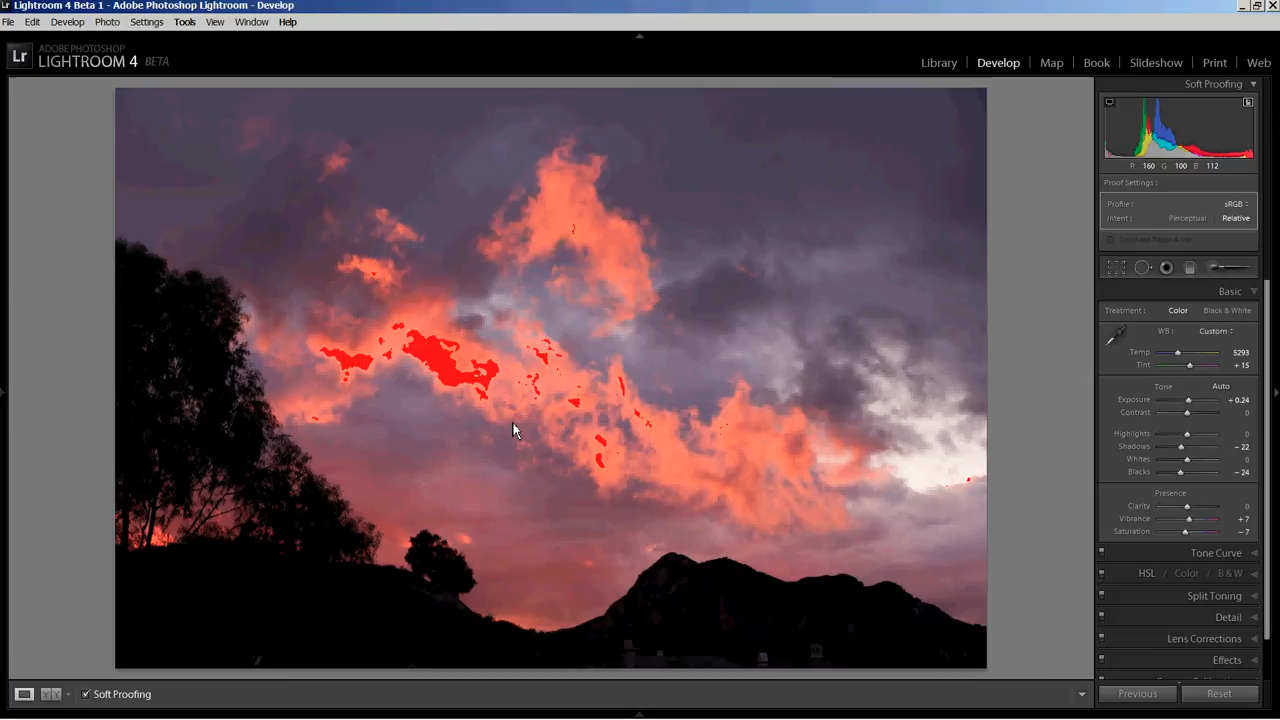 Lightroom 4 Beta 1 - Adobe Photoshop Lightroom - Develop
File Edit Develop Photo Settings Tools View Window Help
Lr ADOBE PHOTOSHOP
LIGHTROOM 4 BETA
Library | Develop | Map | Book | Slideshow | Print | Web
Soft Proofing
R 160 G 100 B 112
Proof Settings :
Profile : sRGB
Intent : Perceptual Relative
Basic
Treatment : Color Black & White
WB : Custom
Temp 5293
Tint + 15
Tone Auto
Exposure + 0.24
Contrast 0
Highlights 0
Shadows − 22
Whites 0
Blacks − 24
Presence
Clarity 0
Vibrance + 7
Saturation − 7
Tone Curve
HSL / Color / B & W
Split Toning
Detail
Lens Corrections
Effects
Soft Proofing
Previous Reset